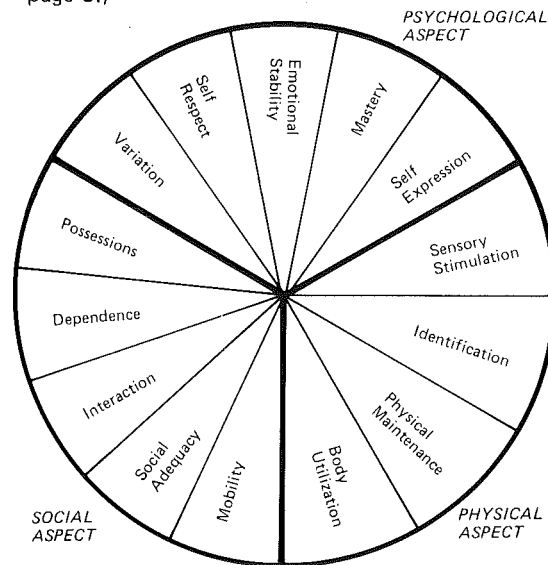 page 31)
PSYCHOLOGICAL
ASPECT
Variation
Self
Respect
Emotional
Stability
Mastery
Self
Expression
Sensory
Stimulation
Identification
Physical
Maintenance
Body
Utilization
Mobility
Social
Adequacy
Interaction
Dependence
Possessions
SOCIAL
ASPECT
PHYSICAL
ASPECT